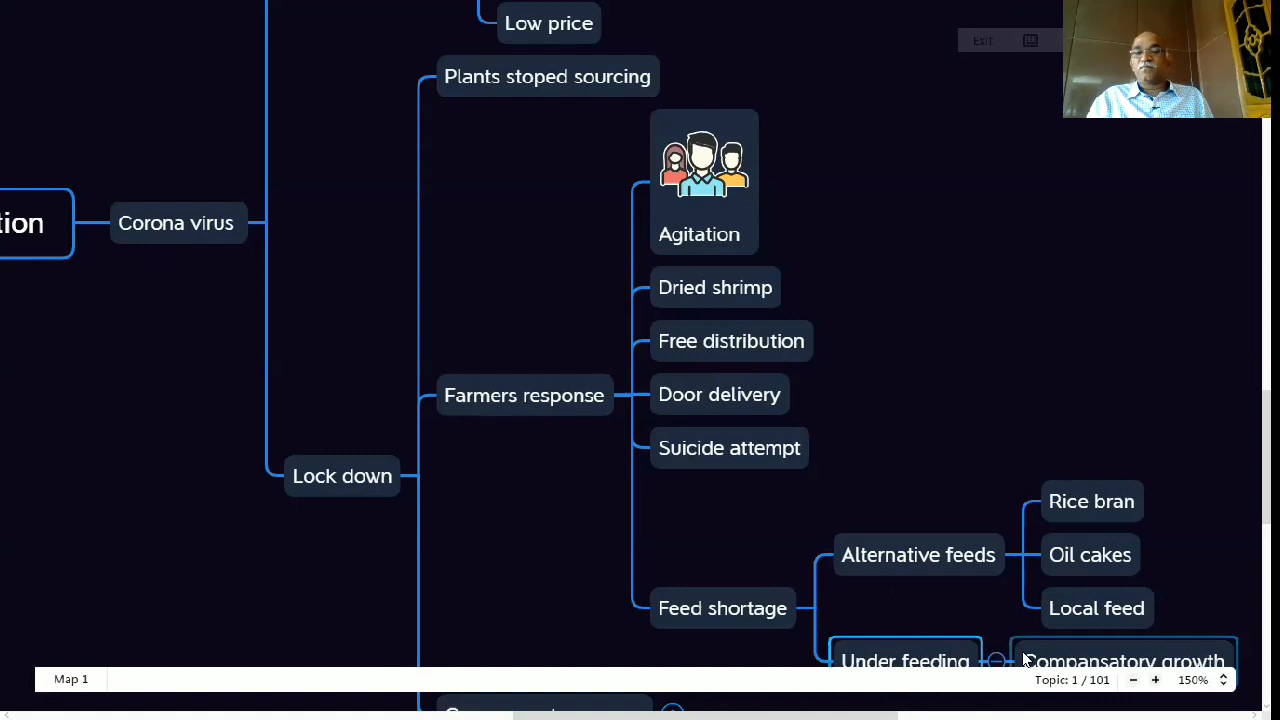 Low price
Exit
Plants stoped sourcing
Agitation
tion
Corona virus
Dried shrimp
Free distribution
Farmers response
Door delivery
Suicide attempt
Lock down
Rice bran
Alternative feeds
Oil cakes
Feed shortage
Local feed
Under feeding
Compansatory growth
Map 1
Topic: 1 / 101
150%